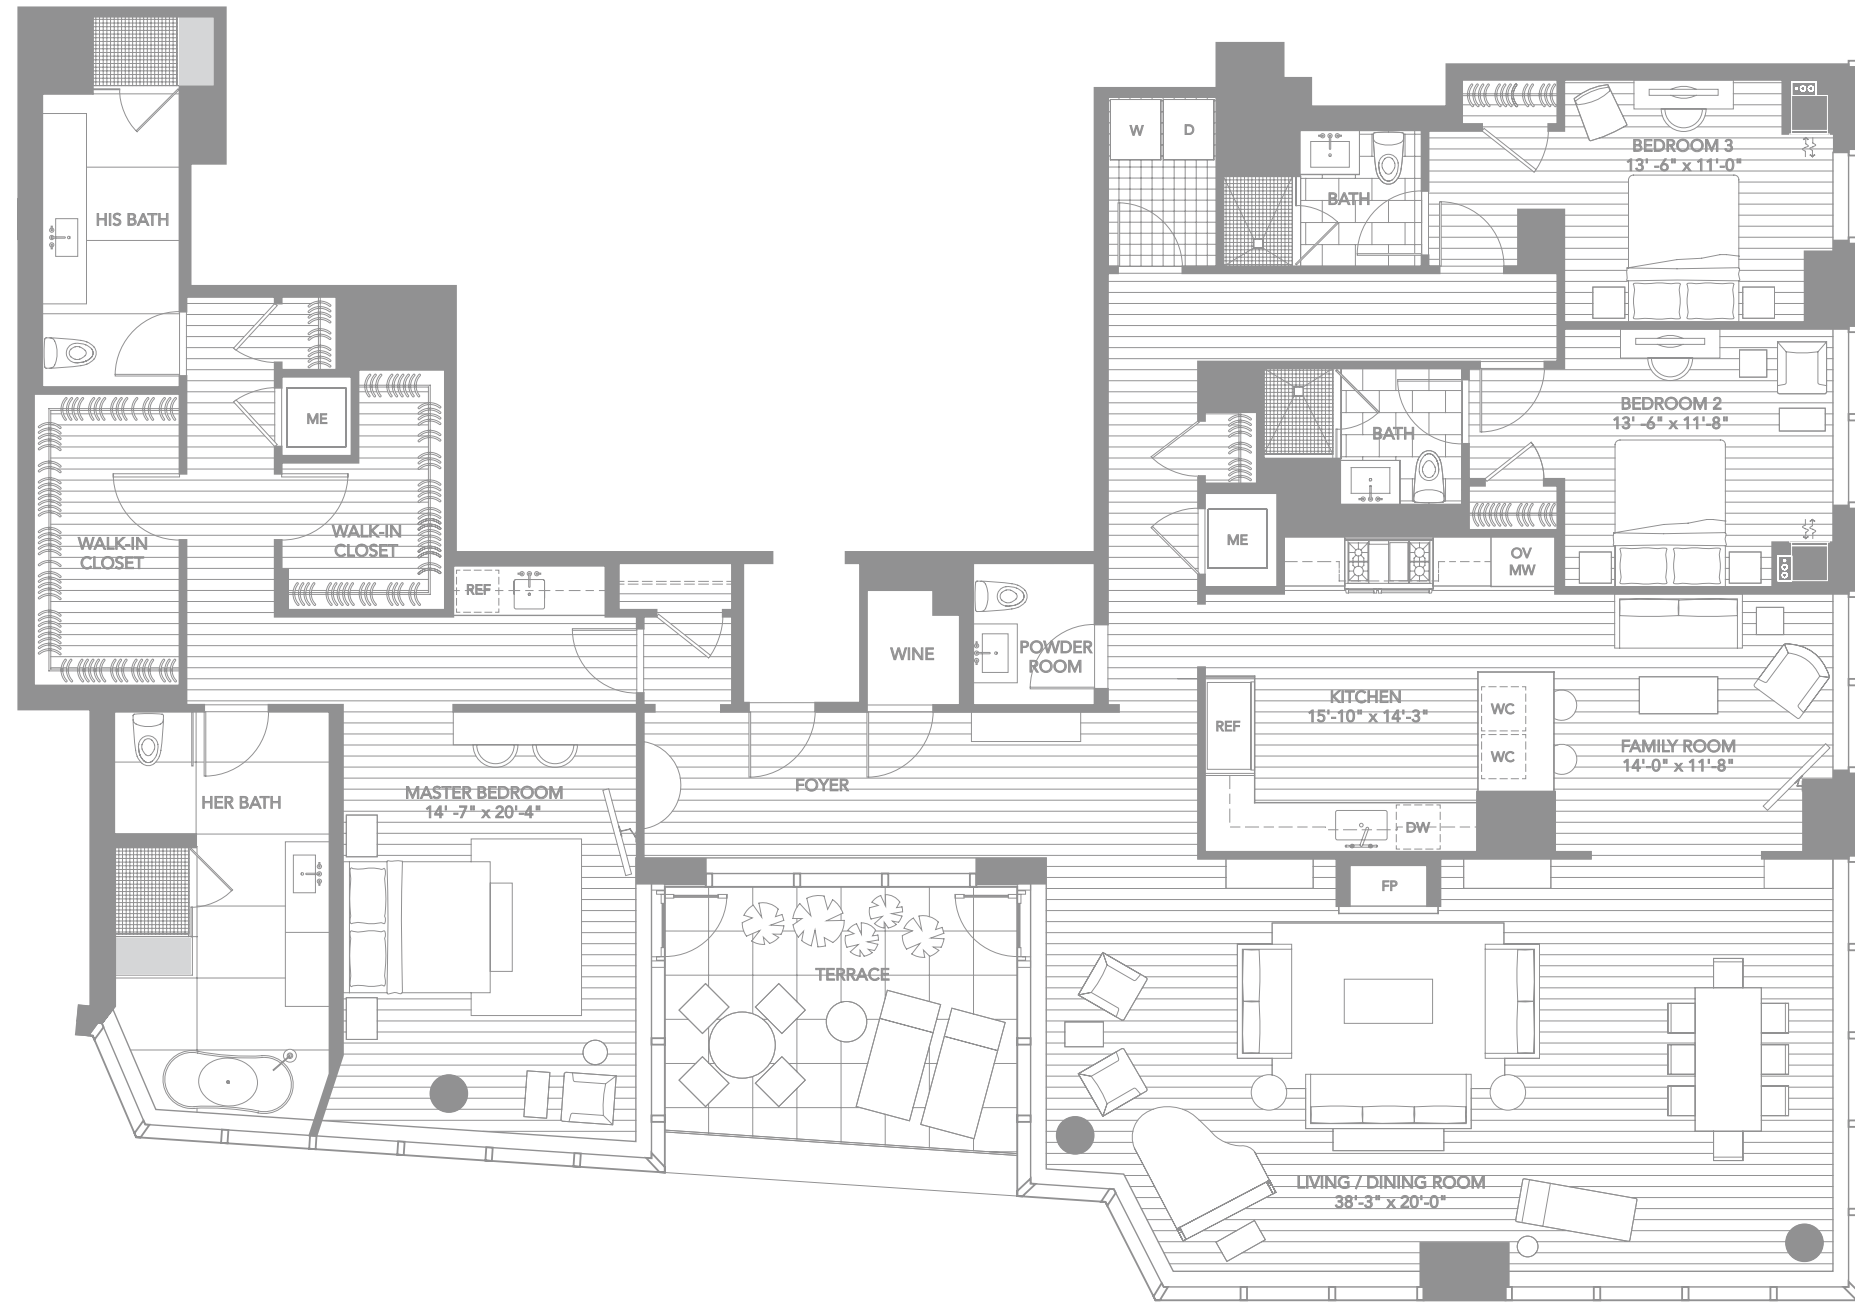 W
D
BEDROOM 3
13' -6" x 11'-0"
BATH
HIS BATH
ME
BEDROOM 2
13' -6" x 11'-8"
BATH
WALK-IN
CLOSET
WALK-IN
CLOSET
ME
OV
MW
REF
WINE
POWDER
ROOM
KITCHEN
15'-10" x 14'-3"
WC
REF
WC
FAMILY ROOM
14'-0" x 11'-8"
FOYER
MASTER BEDROOM
14' -7" x 20'-4"
HER BATH
DW
FP
TERRACE
LIVING / DINING ROOM
38'-3" x 20'-0"